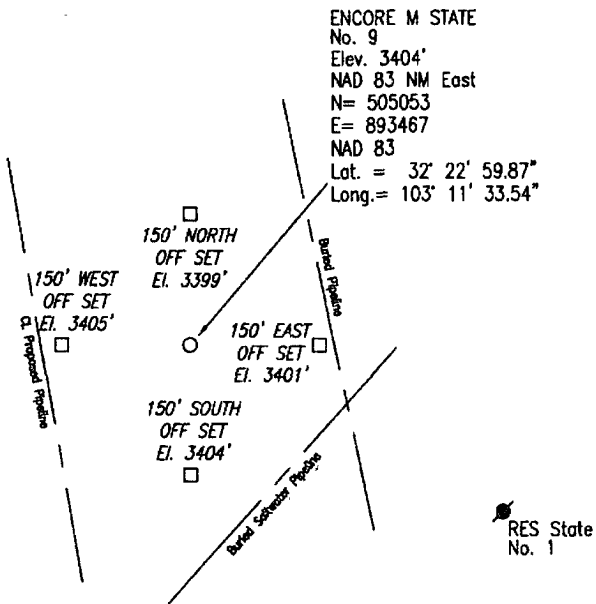 ENCORE M STATE
No. 9
Elev. 3404'
NAD 83 NM East
N= 505053
E= 893467
NAD 83
Lat. = 32° 22' 59.87"
Long.= 103° 11' 33.54"
150' NORTH
OFF SET
El. 3399'
150' WEST
OFF SET
El. 3405'
150' EAST
OFF SET
El. 3401'
150' SOUTH
OFF SET
El. 3404'
Buried Pipeline
CL Proposed Pipeline
Buried Saltwater Pipeline
RES State
No. 1